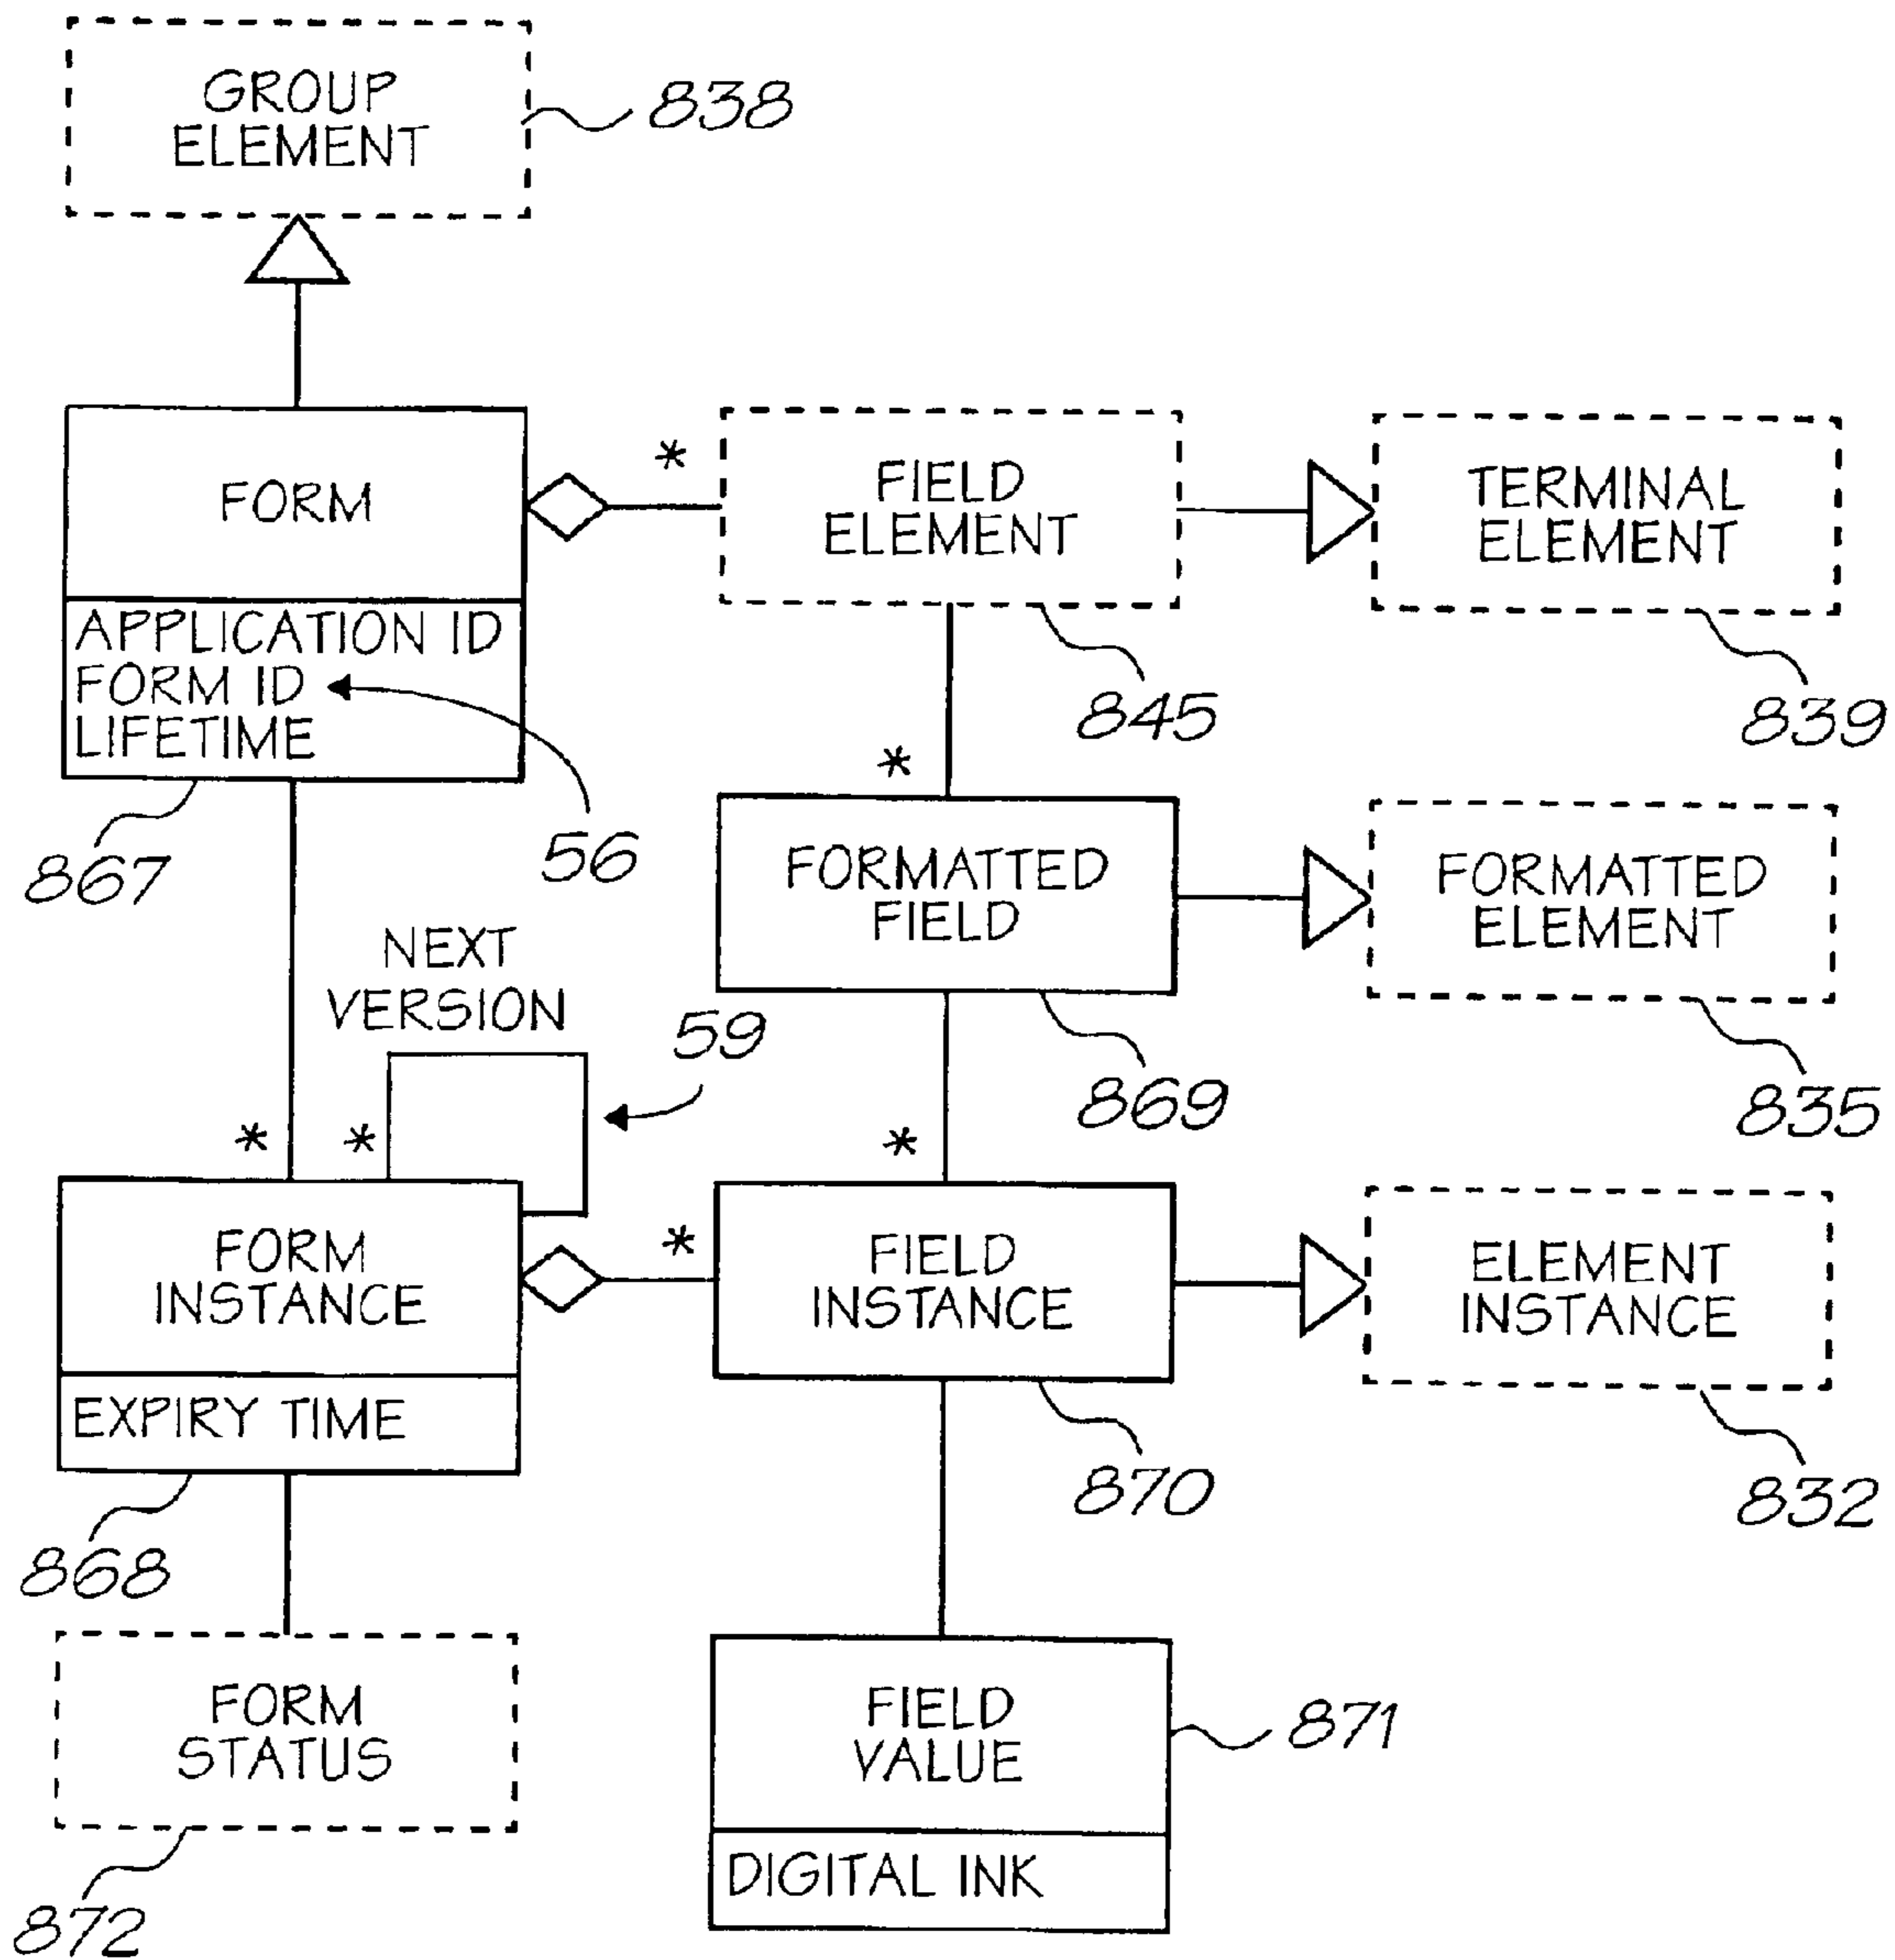 GROUP
ELEMENT
838
FORM
*
FIELD
ELEMENT
TERMINAL
ELEMENT
APPLICATION ID
FORM ID
LIFETIME
845
839
*
867
56
FORMATTED
FIELD
FORMATTED
ELEMENT
NEXT
VERSION
59
869
835
*
*
*
FORM
INSTANCE
*
FIELD
INSTANCE
ELEMENT
INSTANCE
EXPIRY TIME
870
832
868
FORM
STATUS
FIELD
VALUE
871
DIGITAL INK
872